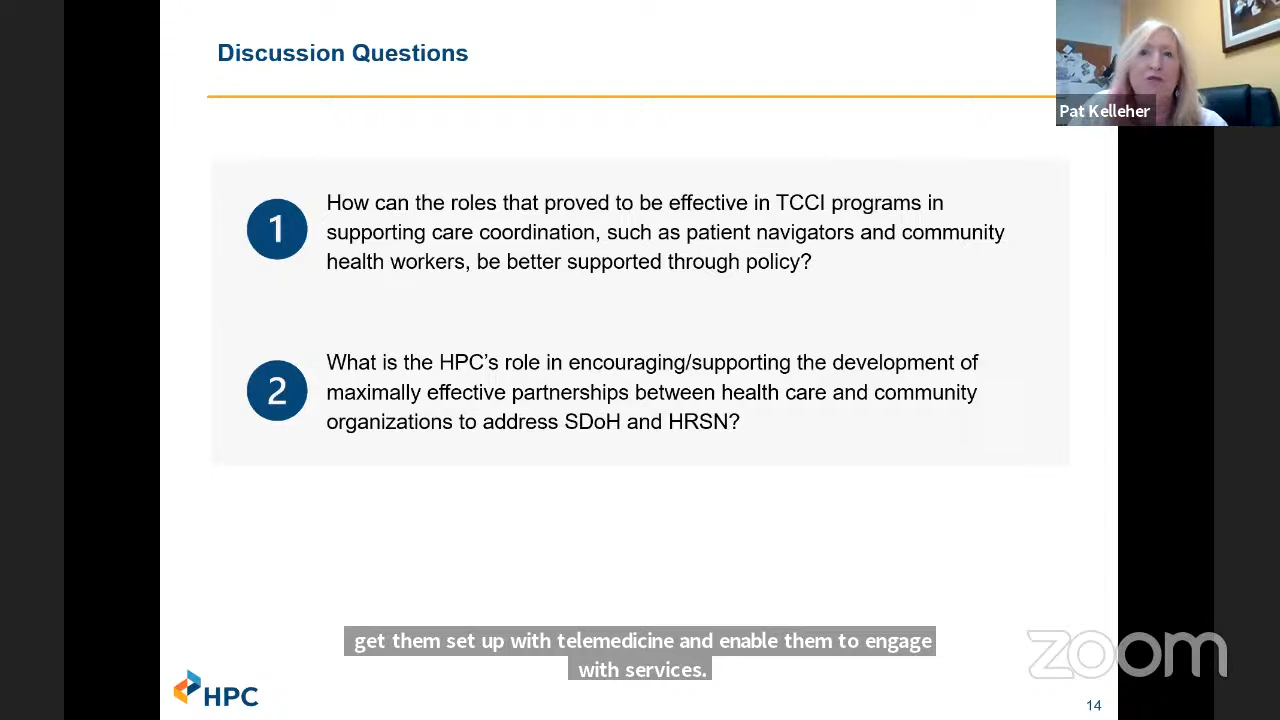 Discussion Questions
Pat Kelleher
1
How can the roles that proved to be effective in TCCI programs in
supporting care coordination, such as patient navigators and community
health workers, be better supported through policy?
2
What is the HPC’s role in encouraging/supporting the development of
maximally effective partnerships between health care and community
organizations to address SDoH and HRSN?
get them set up with telemedicine and enable them to engage
with services.
zoom
HPC
14